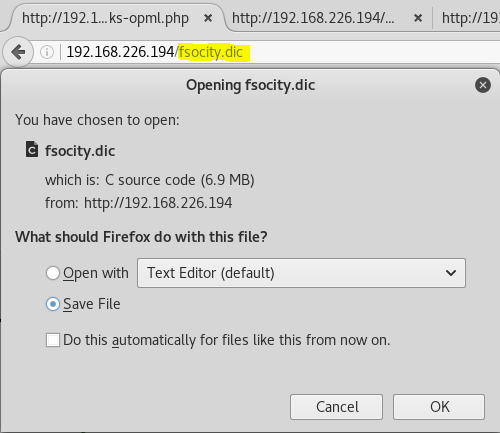 http://192.1...ks-opml.php × http://192.168.226.194/... × http://19
192.168.226.194/fsocity.dic
Opening fsocity.dic
You have chosen to open:
fsocity.dic
which is: C source code (6.9 MB)
from: http://192.168.226.194
What should Firefox do with this file?
Open with Text Editor (default)
Save File
Do this automatically for files like this from now on.
Cancel OK